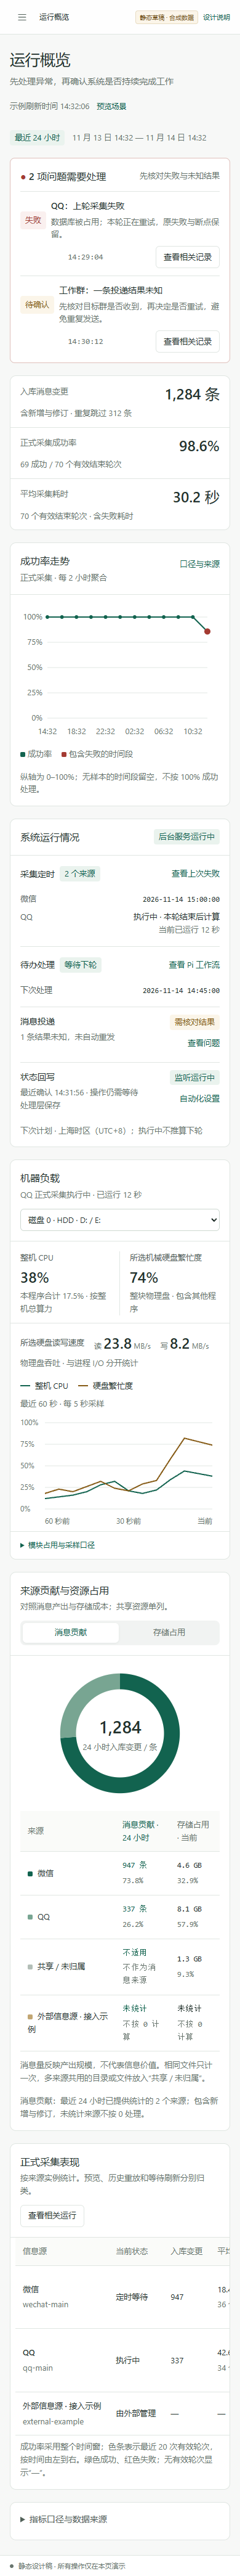 运行概览
静态草稿 · 合成数据
设计说明
运行概览
先处理异常，再确认系统是否持续完成工作
示例刷新时间 14:32:06 预览场景
最近 24 小时 11 月 13 日 14:32 — 11 月 14 日 14:32
2 项问题需要处理 先核对失败与未知结果
失败
QQ：上轮采集失败
数据库被占用；本轮正在重试，原失败与断点保
留。
14:29:04 查看相关记录
待确认
工作群：一条投递结果未知
先核对目标群是否收到，再决定是否重试，避
免重复发送。
14:30:12 查看相关记录
入库消息变更 1,284 条
含新增与修订 · 重复跳过 312 条
正式采集成功率 98.6%
69 成功 / 70 个有效结束轮次
平均采集耗时 30.2 秒
70 个有效结束轮次 · 含失败耗时
成功率走势 口径与来源
正式采集 · 每 2 小时聚合
100%
75%
50%
25%
0%
14:32 18:32 22:32 02:32 06:32 10:32
成功率 包含失败的时间段
纵轴为 0–100%；无样本的时间段留空，不按 100% 成功
处理。
系统运行情况 后台服务运行中
采集定时 2 个来源 查看上次失败
微信 2026-11-14 15:00:00
QQ 执行中 · 本轮结束后计算
当前已运行 12 秒
待办处理 等待下轮 查看 Pi 工作流
下次处理 2026-11-14 14:45:00
消息投递 需核对结果
1 条结果未知，未自动重发 查看问题
状态回写 监听运行中
最近确认 14:31:56 · 操作仍需等待
处理层保存
自动化设置
下次计划 · 上海时区（UTC+8）；执行中不推算下轮
机器负载
QQ 正式采集执行中 · 已运行 12 秒
磁盘 0 · HDD · D: / E:
整机 CPU
38%
本程序合计 17.5% · 按整
机总算力
所选机械硬盘繁忙度
74%
整块物理盘 · 包含其他程
序
所选硬盘读写速度 读 23.8 MB/s 写 8.2 MB/s
物理盘吞吐 · 与进程 I/O 分开统计
整机 CPU 硬盘繁忙度
最近 60 秒 · 每 5 秒采样
100%
75%
50%
25%
0%
60 秒前 30 秒前 当前
模块占用与采样口径
来源贡献与资源占用
对照消息产出与存储成本；共享资源单列。
消息贡献 存储占用
1,284
24 小时入库变更 / 条
来源 消息贡献 · 24 小时 存储占用 · 当前
微信 947 条 73.8% 4.6 GB 32.9%
QQ 337 条 26.2% 8.1 GB 57.9%
共享 / 未归属 不适用 不作为消息来源 1.3 GB 9.3%
外部信息源 · 接入示例 未统计 不按 0 计算 未统计 不按 0 计算
消息量反映产出规模，不代表信息价值。相同文件只计
一次，多来源共用的目录或文件放入“共享 / 未归属”。
消息贡献：最近 24 小时已提供统计的 2 个来源；包含新
增与修订，未统计来源不按 0 处理。
正式采集表现
按来源实例统计。预览、历史重放和等待刷新分别归
类。
查看相关运行
信息源 当前状态 入库变更
微信
wechat-main 定时等待 947
QQ
qq-main 执行中 337
外部信息源 · 接入示例
external-example 由外部管理 — —
成功率采用整个时间窗；色条表示最近 20 次有效轮次，
按时间由左到右。绿色成功、红色失败；无有效轮次显
示“—”。
指标口径与数据来源
静态设计稿 · 所有操作仅在本页演示